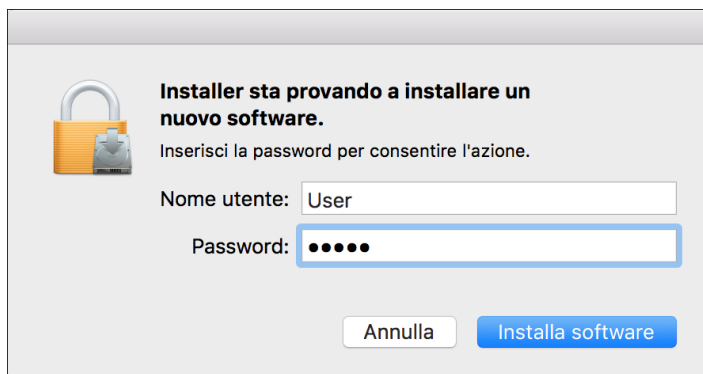 Installer sta provando a installare un
nuovo software.
Inserisci la password per consentire l'azione.
Nome utente: User
Password: •••••
Annulla Installa software